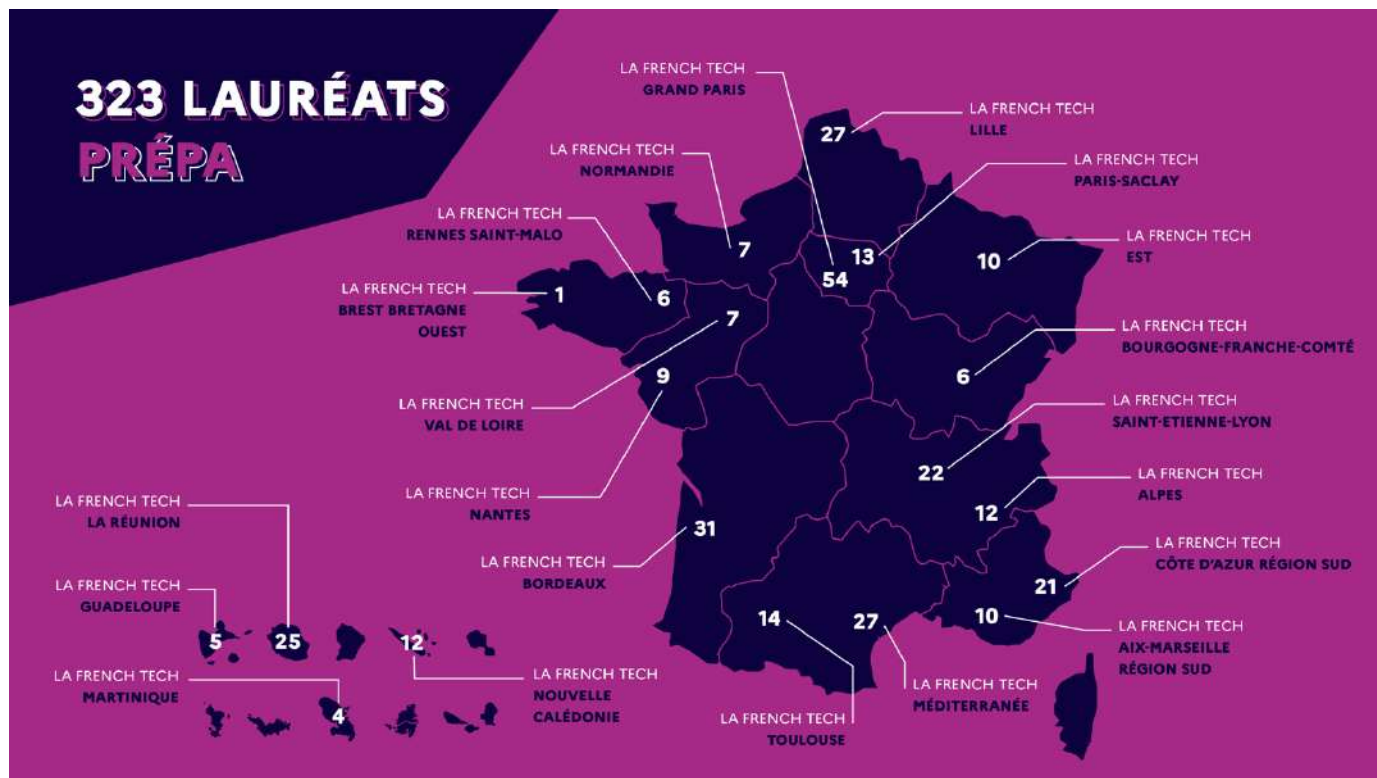 323 LAURÉATS
PRÉPA
LA FRENCH TECH
GRAND PARIS
54
LA FRENCH TECH
LILLE
27
LA FRENCH TECH
NORMANDIE
7
LA FRENCH TECH
PARIS-SACLAY
13
LA FRENCH TECH
RENNES SAINT-MALO
6
LA FRENCH TECH
EST
10
LA FRENCH TECH
BREST BRETAGNE
OUEST
1
LA FRENCH TECH
BOURGOGNE-FRANCHE-COMTÉ
6
LA FRENCH TECH
VAL DE LOIRE
7
LA FRENCH TECH
SAINT-ETIENNE-LYON
22
LA FRENCH TECH
NANTES
9
LA FRENCH TECH
ALPES
12
LA FRENCH TECH
LA RÉUNION
25
LA FRENCH TECH
BORDEAUX
31
LA FRENCH TECH
CÔTE D'AZUR RÉGION SUD
21
LA FRENCH TECH
GUADELOUPE
5
LA FRENCH TECH
AIX-MARSEILLE
RÉGION SUD
10
LA FRENCH TECH
MARTINIQUE
4
LA FRENCH TECH
NOUVELLE
CALÉDONIE
12
LA FRENCH TECH
MÉDITERRANÉE
27
LA FRENCH TECH
TOULOUSE
14